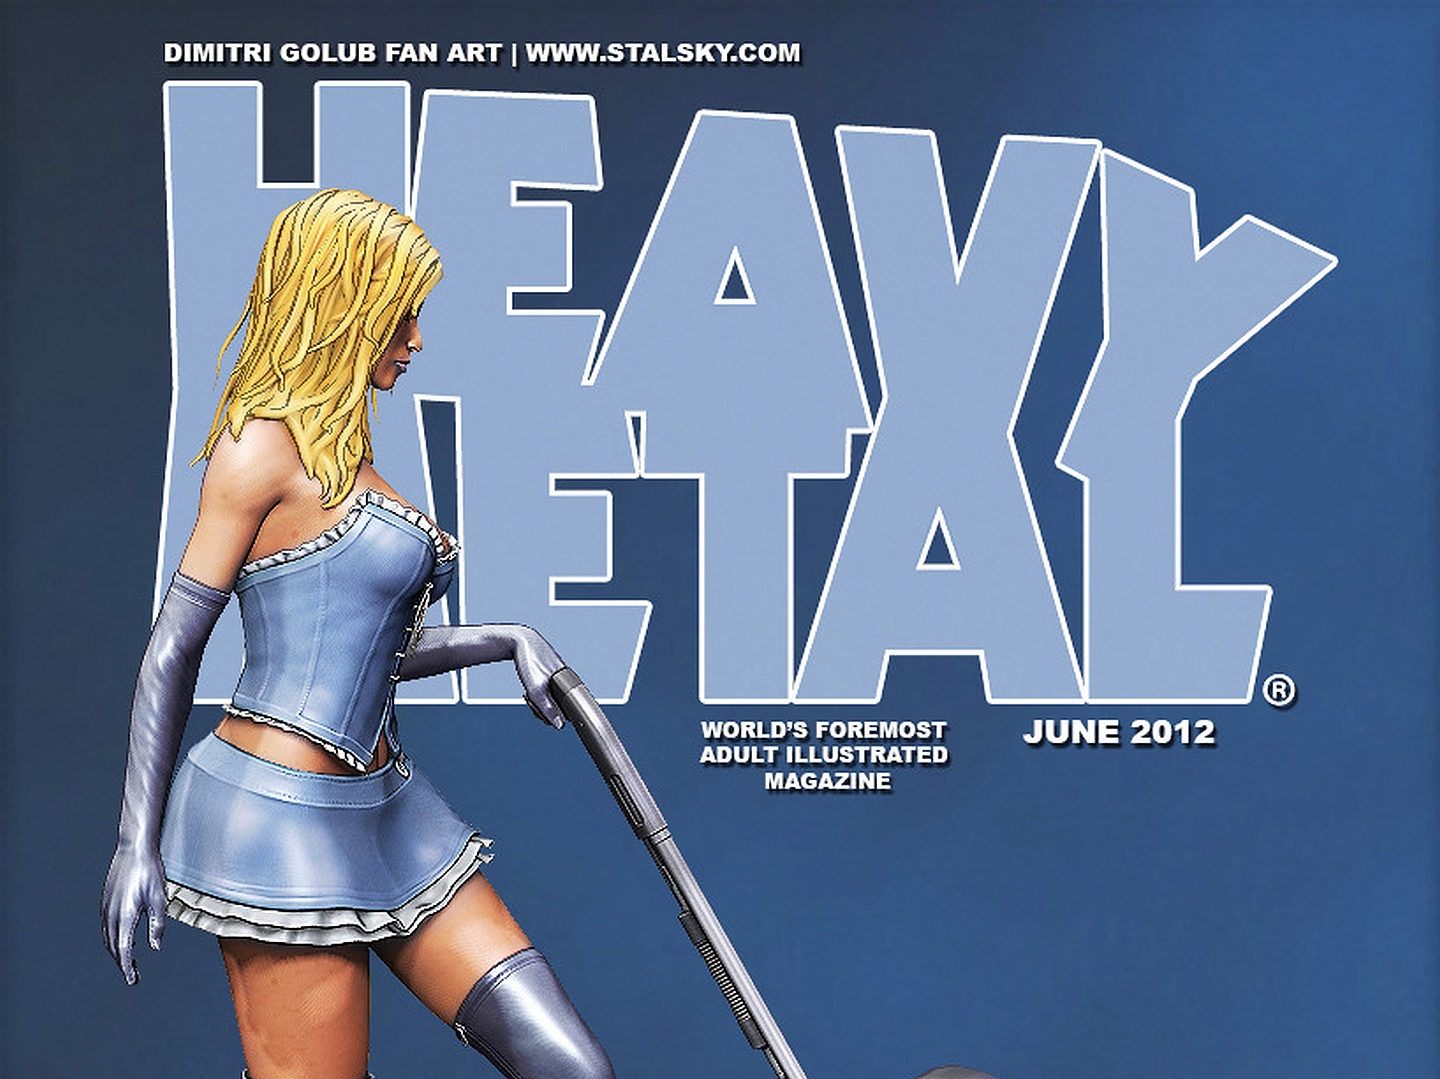 DIMITRI GOLUB FAN ART | WWW.STALSKY.COM
HEAVY
METAL
®
WORLD'S FOREMOST
ADULT ILLUSTRATED
MAGAZINE
JUNE 2012